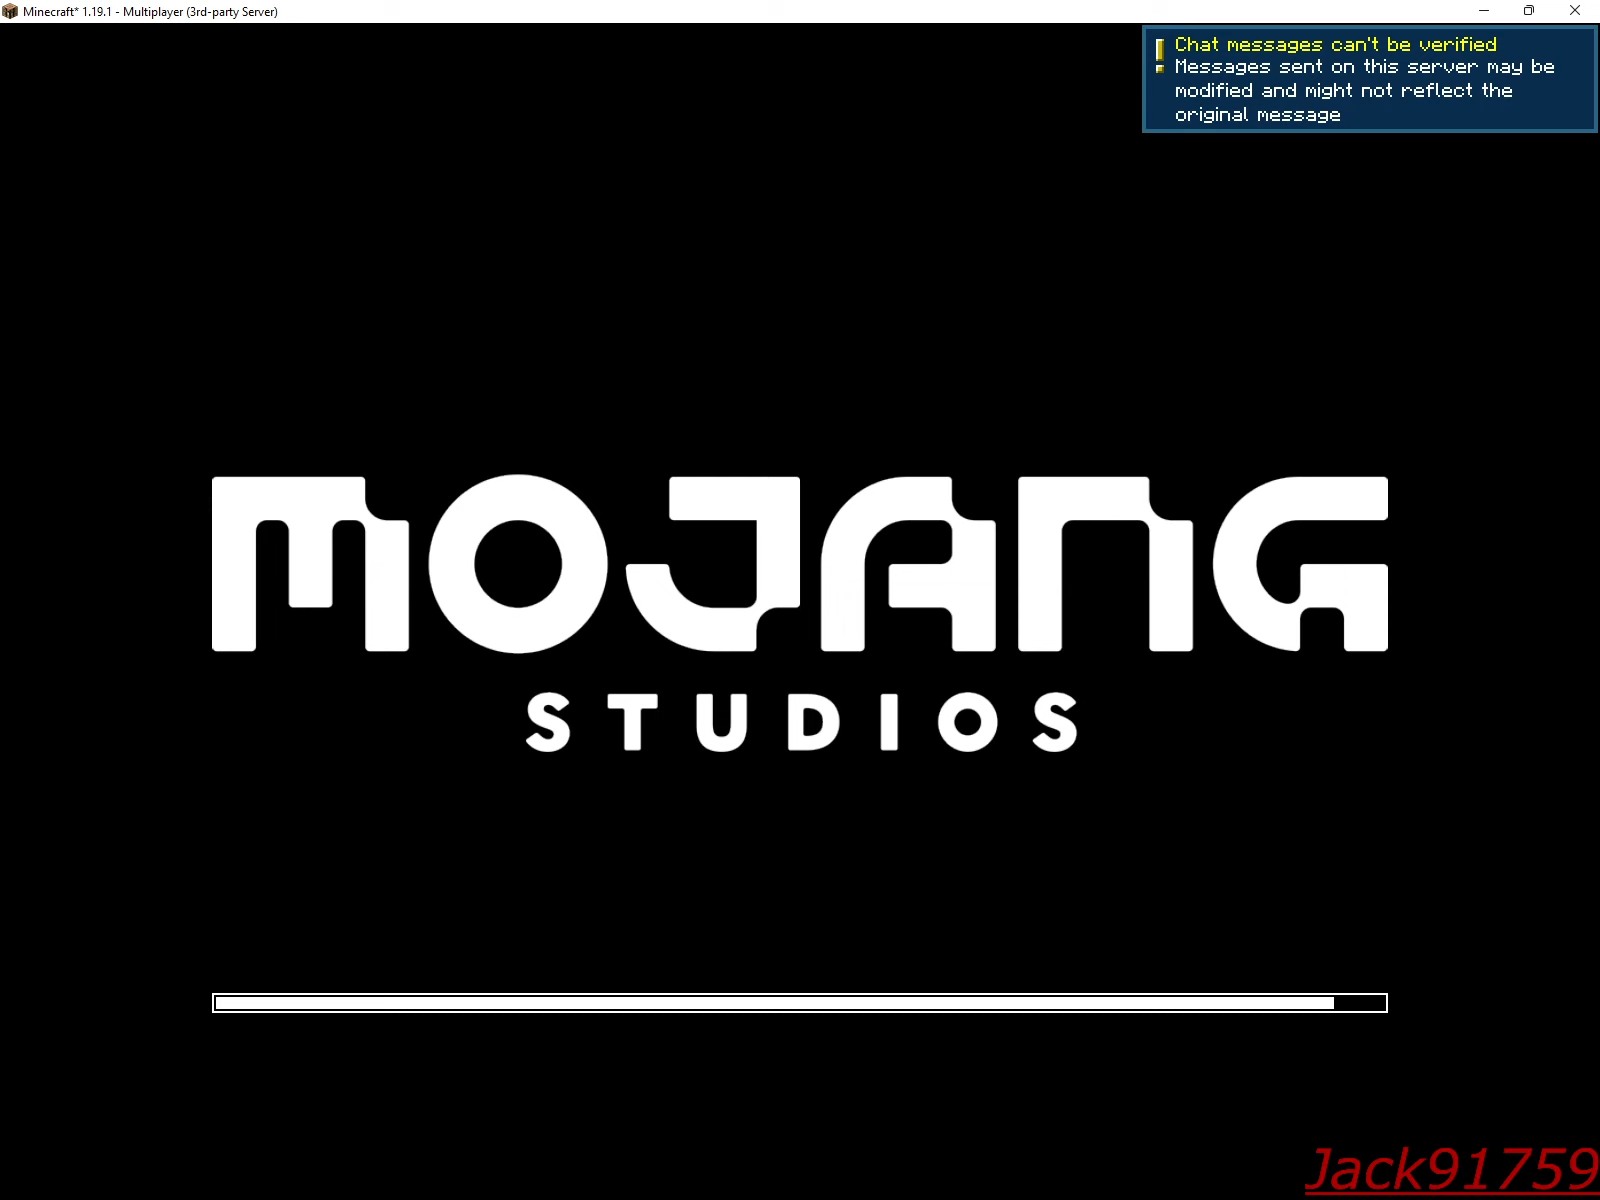 Minecraft* 1.19.1 - Multiplayer (3rd-party Server)
Chat messages can't be verified
Messages sent on this server may be
modified and might not reflect the
original message
MOJANG
STUDIOS
Jack91759